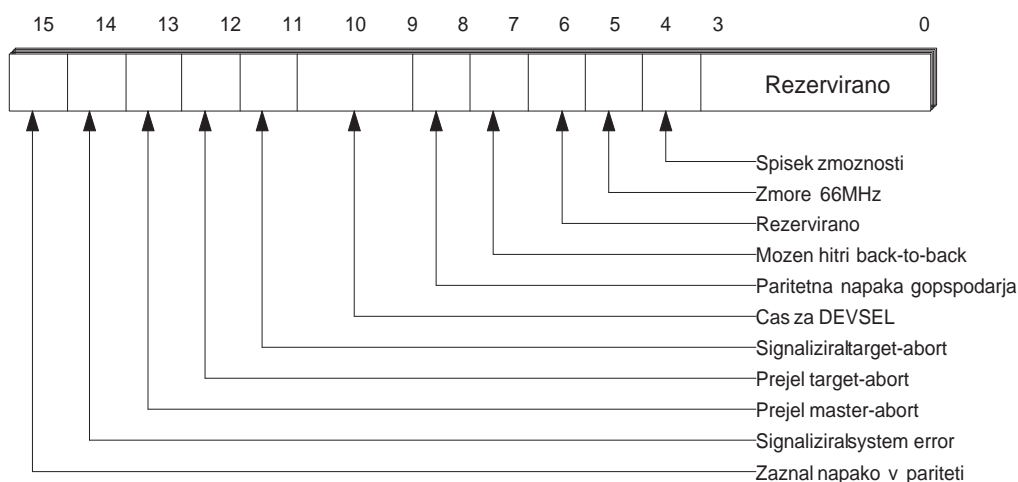 15 14 13 12 11 10 9 8 7 6 5 4 3 0
Rezervirano
Spisek zmoznosti
Zmore 66MHz
Rezervirano
Mozen hitri back-to-back
Paritetna napaka gopspodarja
Cas za DEVSEL
Signaliziraltarget-abort
Prejel target-abort
Prejel master-abort
Signaliziralsystem error
Zaznal napako v pariteti